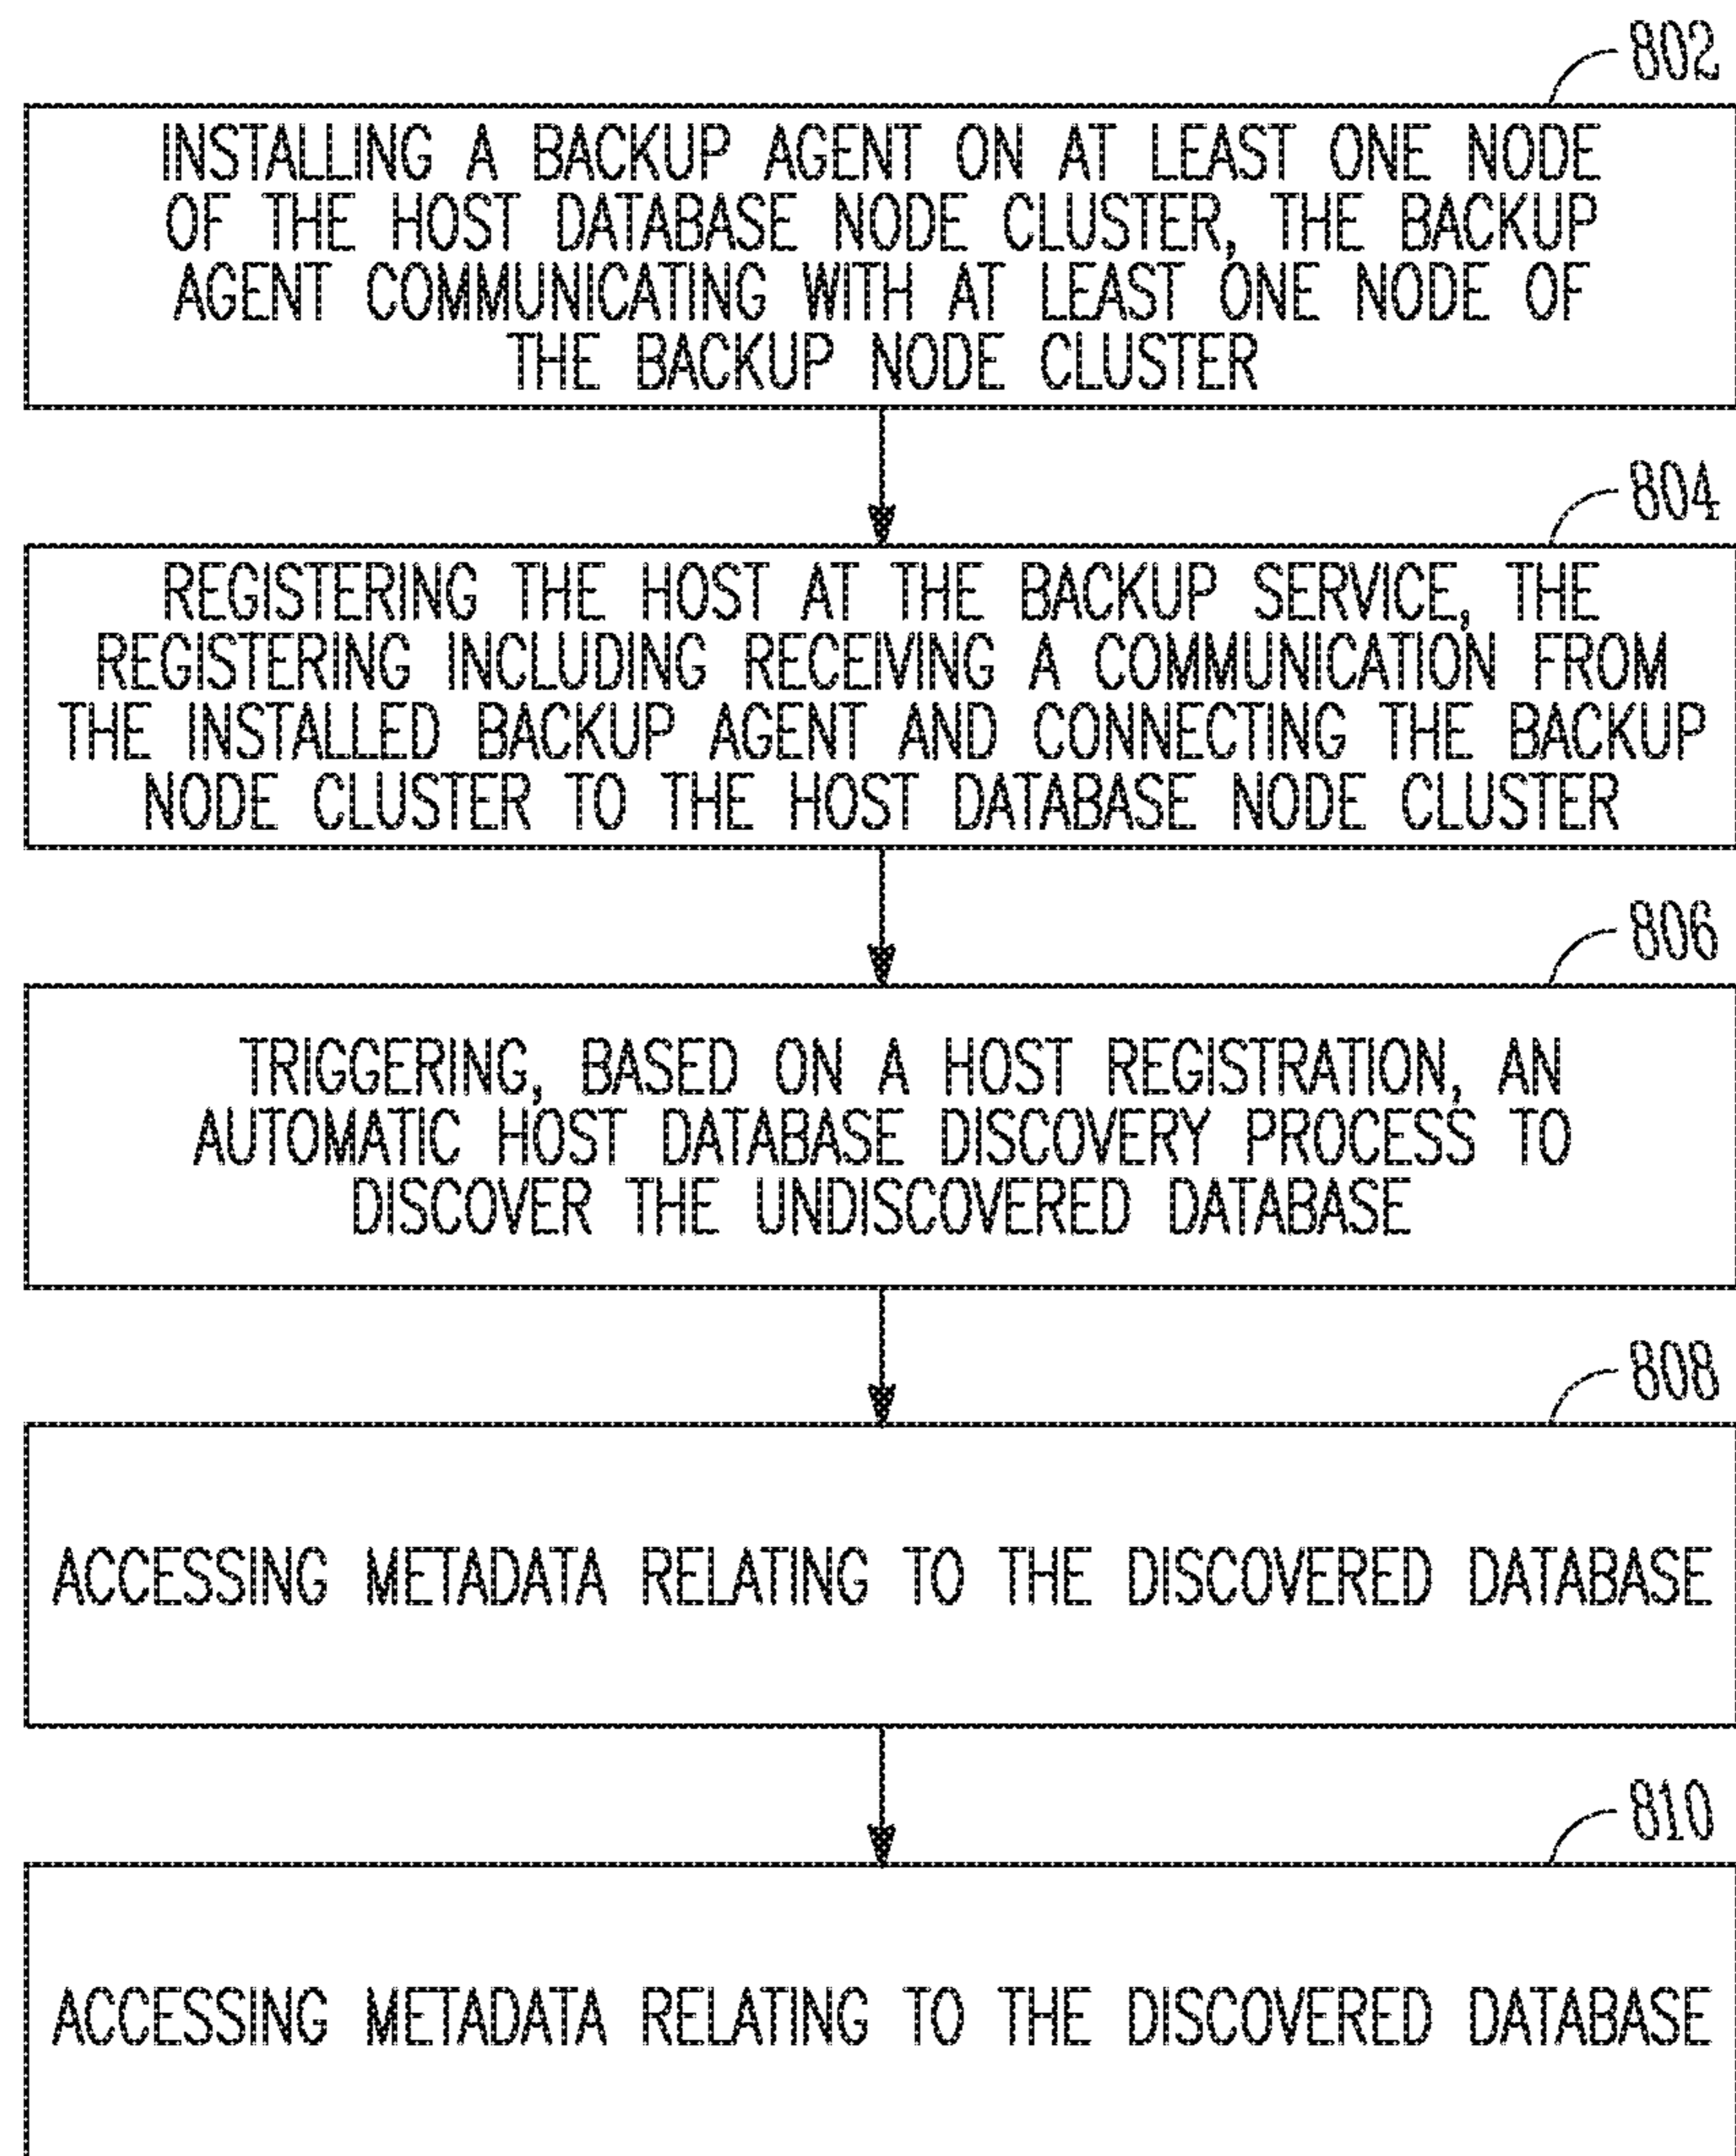 802
INSTALLING A BACKUP AGENT ON AT LEAST ONE NODE
OF THE HOST DATABASE NODE CLUSTER, THE BACKUP
AGENT COMMUNICATING WITH AT LEAST ONE NODE OF
THE BACKUP NODE CLUSTER
804
REGISTERING THE HOST AT THE BACKUP SERVICE, THE
REGISTERING INCLUDING RECEIVING A COMMUNICATION FROM
THE INSTALLED BACKUP AGENT AND CONNECTING THE BACKUP
NODE CLUSTER TO THE HOST DATABASE NODE CLUSTER
806
TRIGGERING, BASED ON A HOST REGISTRATION, AN
AUTOMATIC HOST DATABASE DISCOVERY PROCESS TO
DISCOVER THE UNDISCOVERED DATABASE
808
ACCESSING METADATA RELATING TO THE DISCOVERED DATABASE
810
ACCESSING METADATA RELATING TO THE DISCOVERED DATABASE